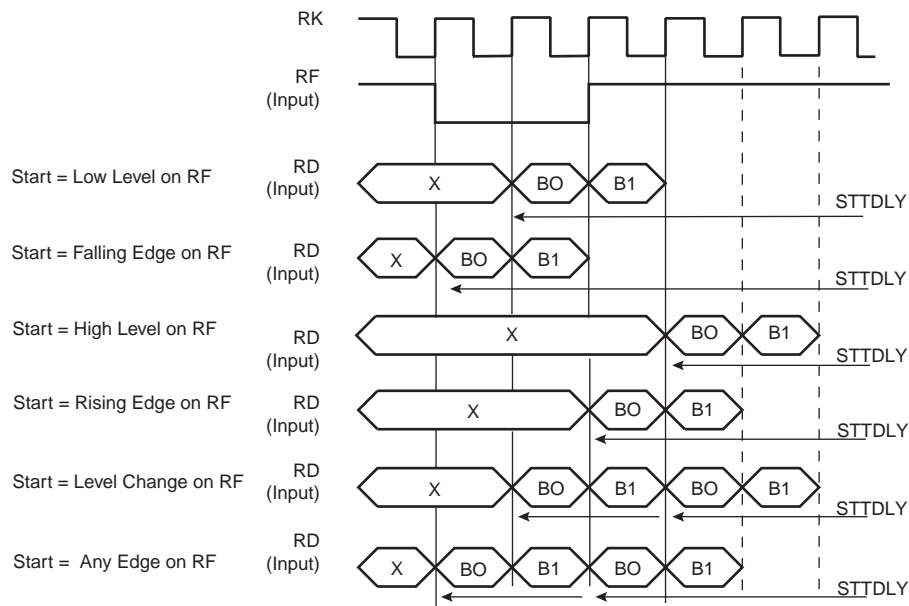 RK
RF
(Input)
Start = Low Level on RF
RD
(Input)
X
BO
B1
STTDLY
Start = Falling Edge on RF
RD
(Input)
X
BO
B1
STTDLY
Start = High Level on RF
RD
(Input)
X
BO
B1
STTDLY
Start = Rising Edge on RF
RD
(Input)
X
BO
B1
STTDLY
Start = Level Change on RF
RD
(Input)
X
BO
B1
BO
B1
STTDLY
Start = Any Edge on RF
RD
(Input)
X
BO
B1
BO
B1
STTDLY